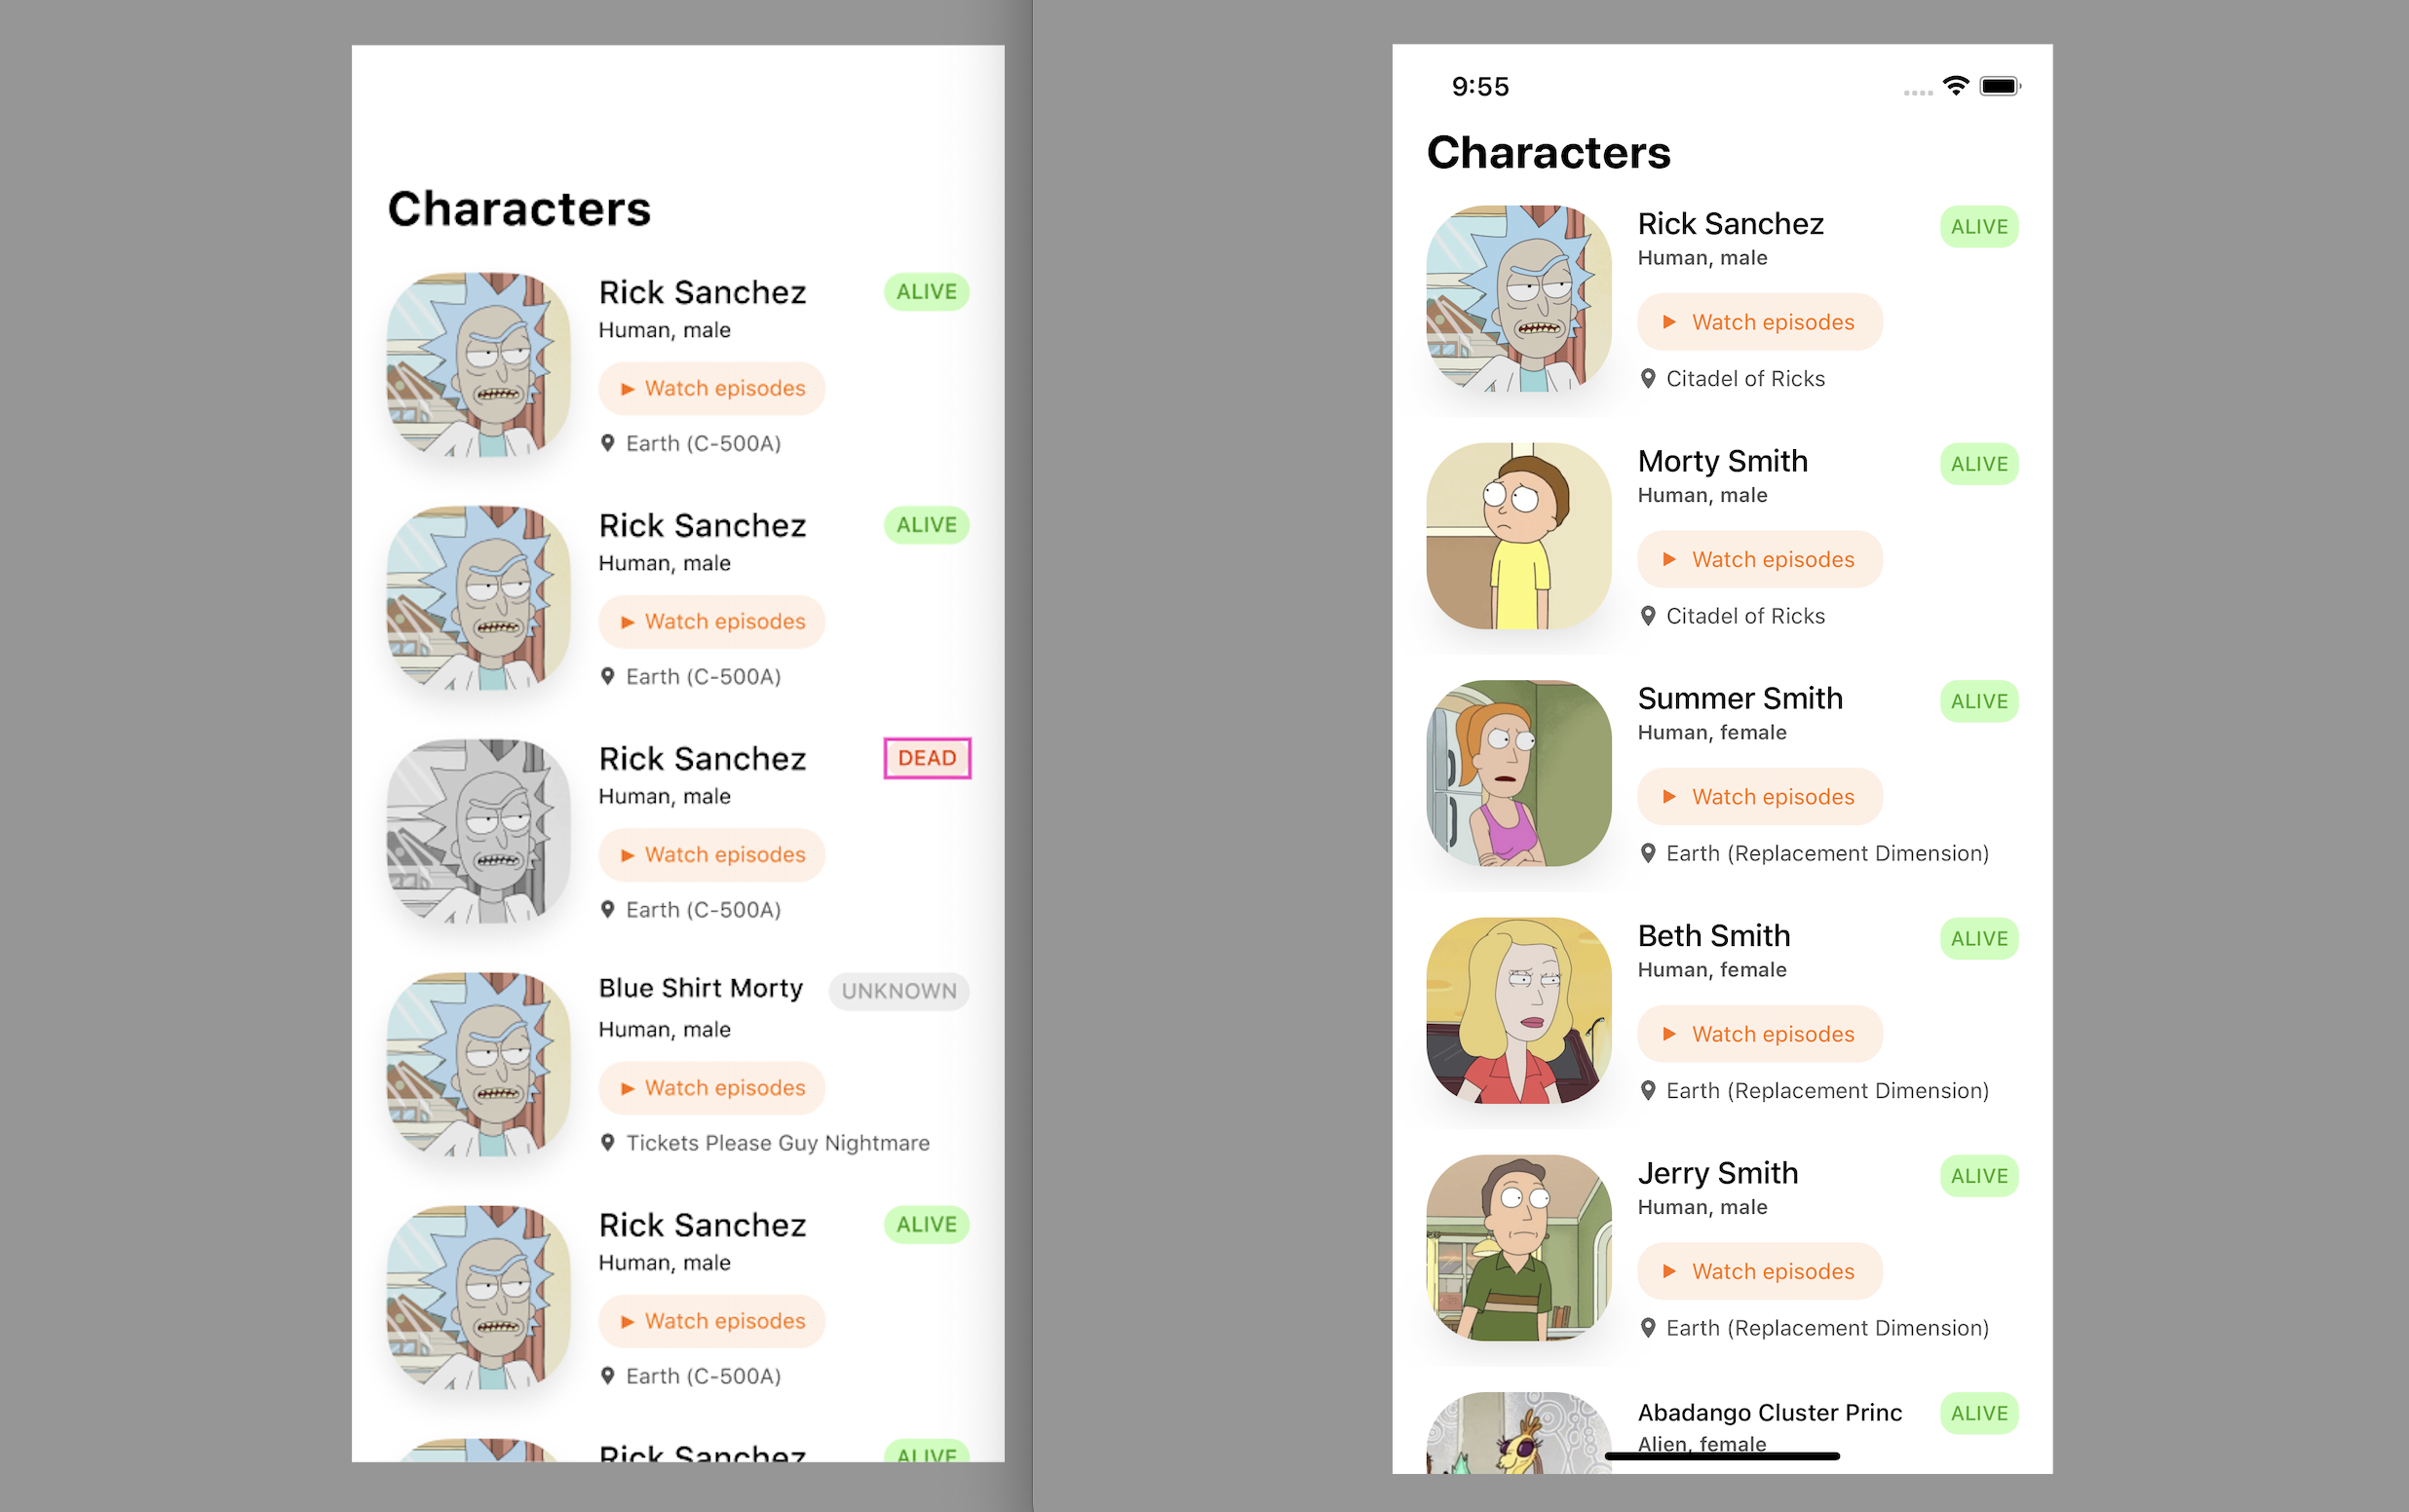 Characters
Rick Sanchez
ALIVE
Human, male
Watch episodes
Earth (C-500A)
Rick Sanchez
ALIVE
Human, male
Watch episodes
Earth (C-500A)
Rick Sanchez
DEAD
Human, male
Watch episodes
Earth (C-500A)
Blue Shirt Morty
UNKNOWN
Human, male
Watch episodes
Tickets Please Guy Nightmare
Rick Sanchez
ALIVE
Human, male
Watch episodes
Earth (C-500A)
Rick Sanchez
ALIVE
9:55
Characters
Rick Sanchez
ALIVE
Human, male
Watch episodes
Citadel of Ricks
Morty Smith
ALIVE
Human, male
Watch episodes
Citadel of Ricks
Summer Smith
ALIVE
Human, female
Watch episodes
Earth (Replacement Dimension)
Beth Smith
ALIVE
Human, female
Watch episodes
Earth (Replacement Dimension)
Jerry Smith
ALIVE
Human, male
Watch episodes
Earth (Replacement Dimension)
Abadango Cluster Princ
ALIVE
Alien, female